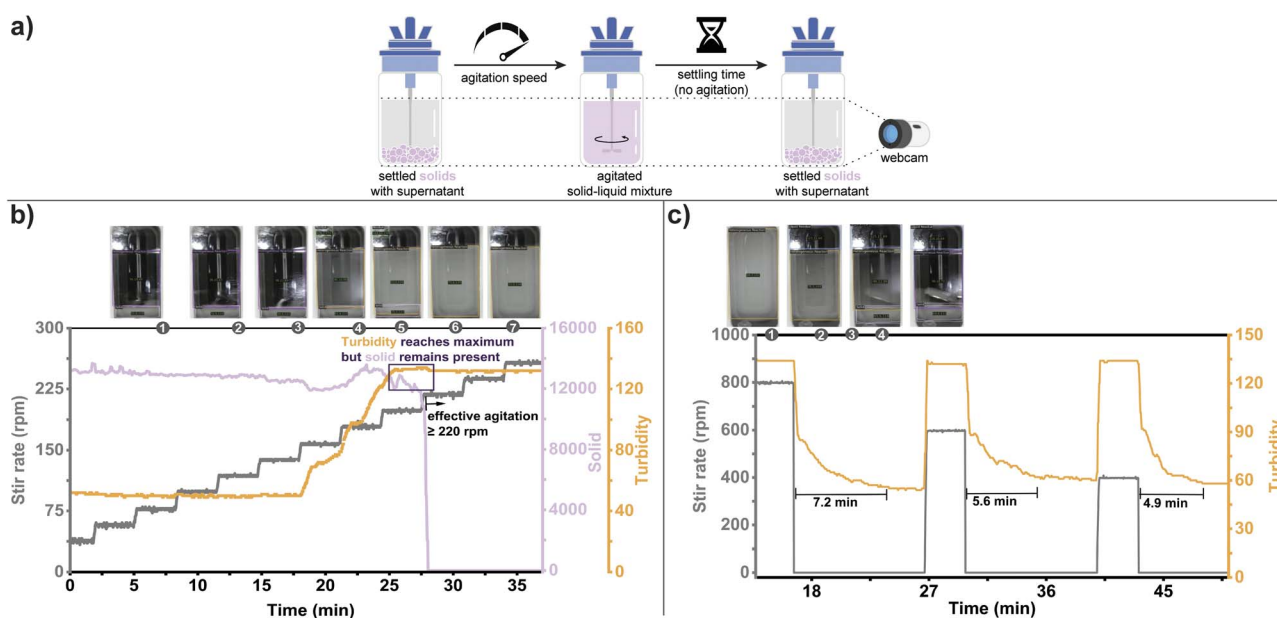 a)
agitation speed
settling time
(no agitation)
webcam
settled solids
with supernatant
agitated
solid-liquid mixture
settled solids
with supernatant
b)
1 2 3 4 5 6 7
300
225
150
75
0
Stir rate (rpm)
Turbidity reaches maximum
but solid remains present
effective agitation
≥ 220 rpm
16000
12000
8000
4000
0
Solid
160
120
80
40
0
Turbidity
0 5 10 15 20 25 30 35
Time (min)
c)
1 2 3 4
1000
800
600
400
200
0
Stir rate (rpm)
7.2 min
5.6 min
4.9 min
150
120
90
60
30
0
Turbidity
18 27 36 45
Time (min)